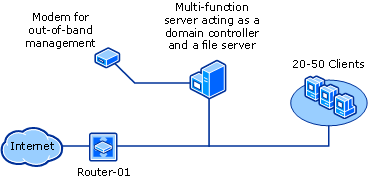 Modem for
out-of-band
management
Multi-function
server acting as a
domain controller
and a file server
20-50 Clients
Internet
Router-01